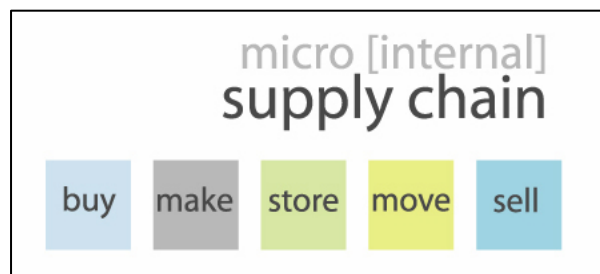 micro [internal]
supply chain
buy make store move sell